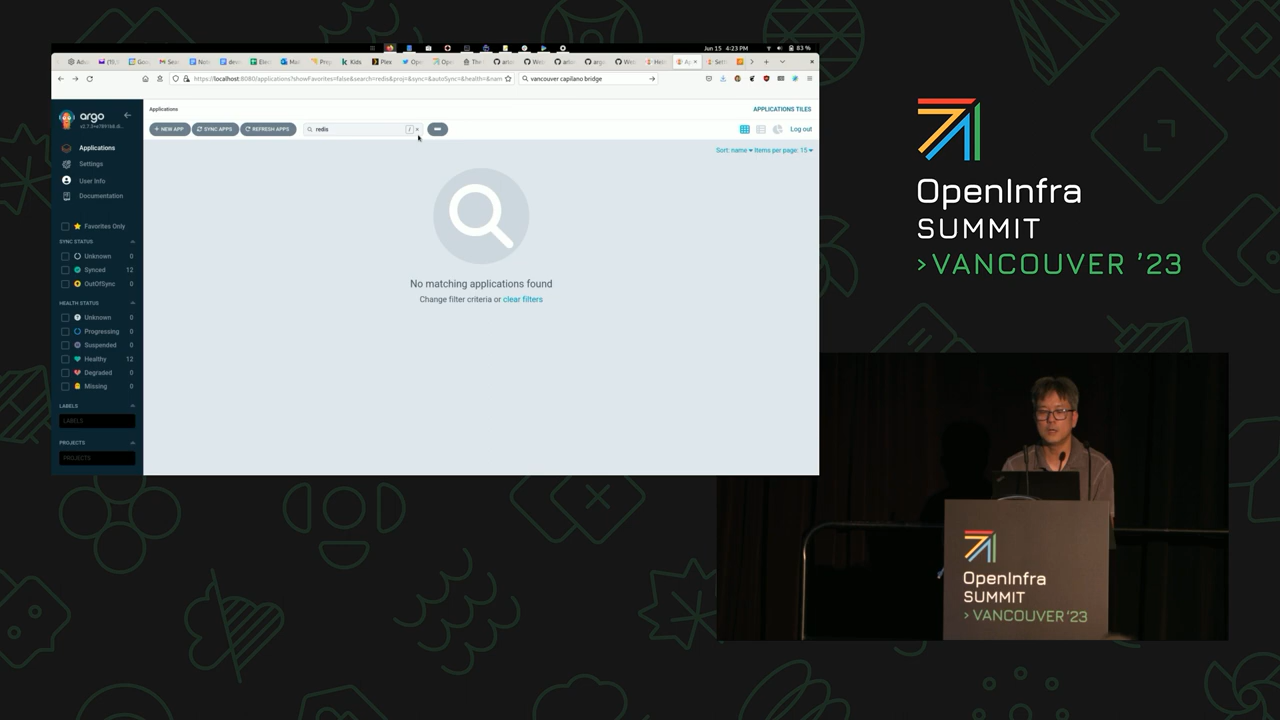 Jun 15 4:23 PM
83 %
Kids
Plex
https://localhost:8080/applications?showFavorites=false&search=redis&proj=&sync=&autoSync=&health=&nam
vancouver capilano bridge
argo
Applications
APPLICATIONS TILES
+ NEW APP
SYNC APPS
REFRESH APPS
redis
/
×
Log out
Sort: name
Items per page: 15
Applications
Settings
User Info
Documentation
Favorites Only
SYNC STATUS
Unknown 0
Synced 12
OutOfSync 0
HEALTH STATUS
Unknown 0
Progressing 0
Suspended 0
Healthy 12
Degraded 0
Missing 0
LABELS
LABELS
PROJECTS
PROJECTS
No matching applications found
Change filter criteria or clear filters
OpenInfra
SUMMIT
>VANCOUVER '23
OpenInfra
SUMMIT
> VANCOUVER '23